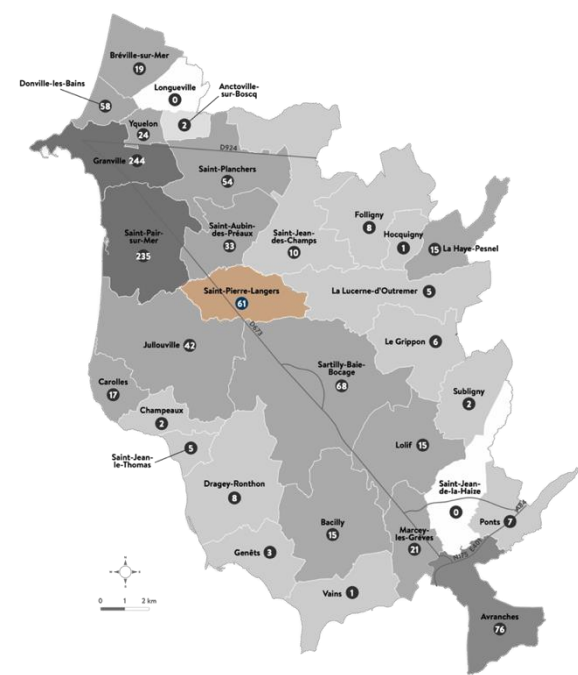 Bréville-sur-Mer
19
Donville-les-Bains
58
Longueville
0
Anctoville-
sur-Boscq
2
Yquelon
24
D924
Granville 244
Saint-Planchers
54
Saint-Pair-
sur-Mer
235
Saint-Aubin-
des-Préaux
33
Saint-Jean-
des-Champs
10
Folligny
8
Hocquigny
1
15 La Haye-Pesnel
Saint-Pierre-Langers
61
La Lucerne-d'Outremer 5
D673
Jullouville 42
Le Grippon 6
Sartilly-Baie-
Bocage
68
Carolles
17
Subligny
2
Champeaux
2
Lolif 15
Saint-Jean-
le-Thomas
5
Dragey-Ronthon
8
Saint-Jean-
de-la-Haize
0
Ponts 7
Bacilly
15
Marcey-
les-Grèves
21
Genêts 3
Vains 1
Avranches
76
0 1 2 km